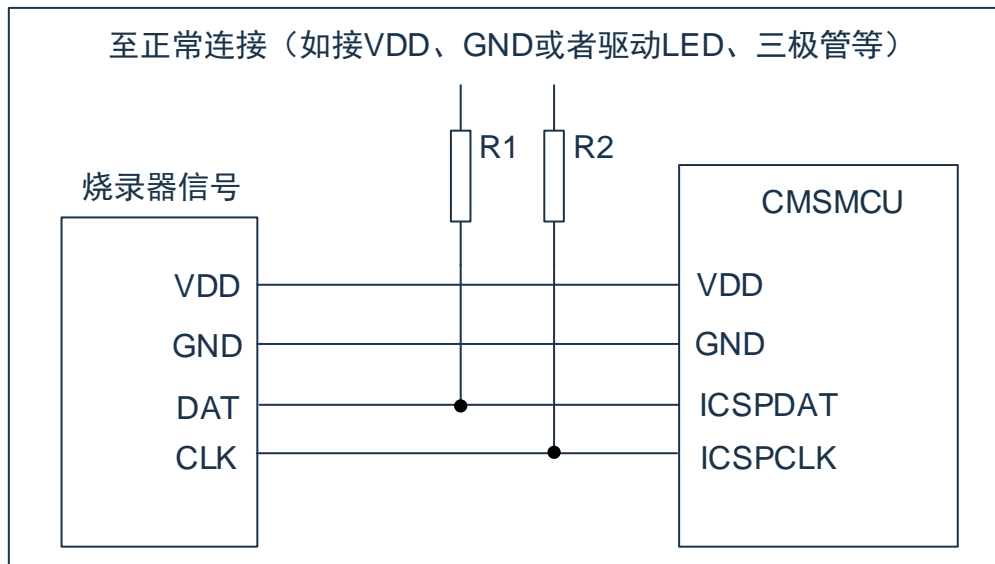 至正常连接（如接VDD、GND或者驱动LED、三极管等）
R1
R2
烧录器信号
CMSMCU
VDD
VDD
GND
GND
DAT
ICSPDAT
CLK
ICSPCLK